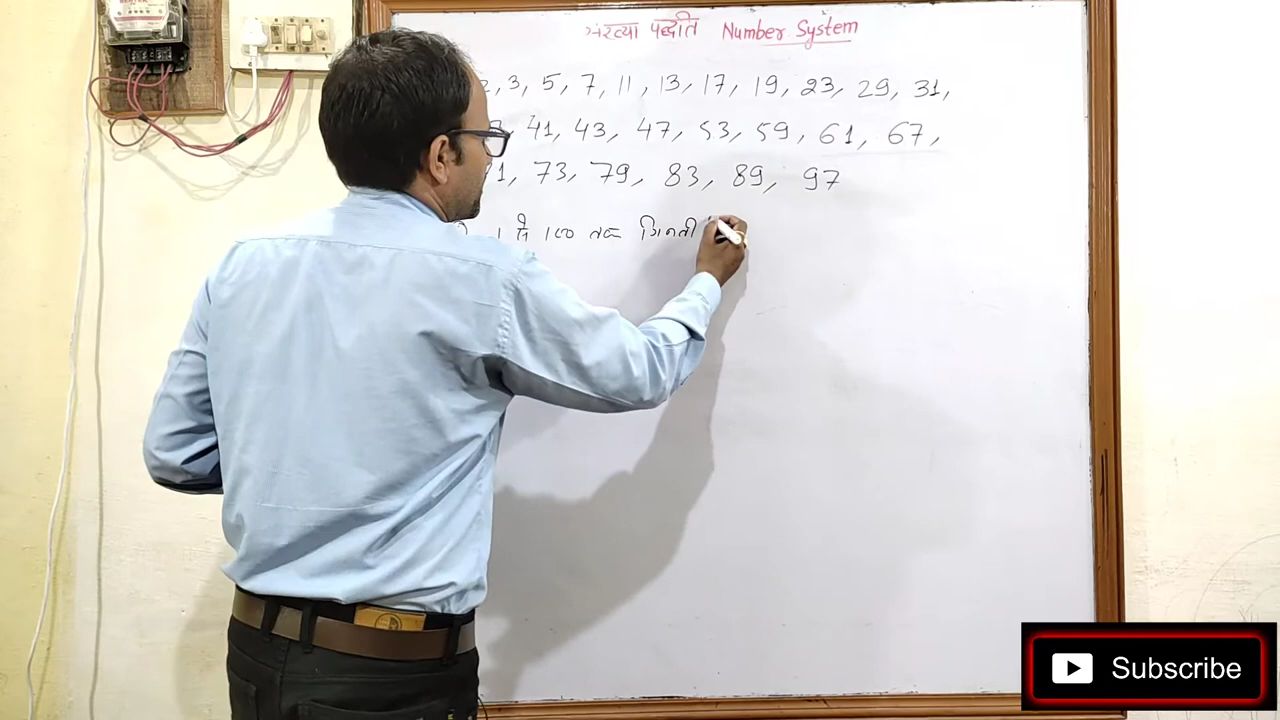 संख्या पद्धति Number System
2, 3, 5, 7, 11, 13, 17, 19, 23, 29, 31,
41, 43, 47, 53, 59, 61, 67,
73, 79, 83, 89, 97
1 से 100 तक गिनती
Subscribe